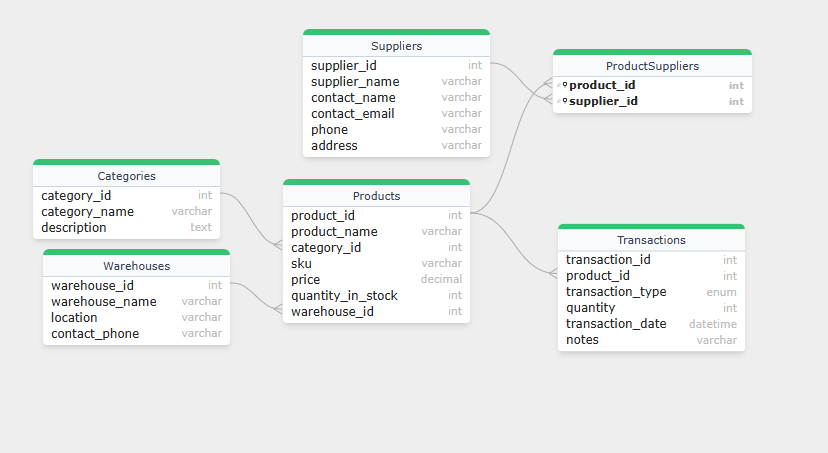 Suppliers
supplier_id int
supplier_name varchar
contact_name varchar
contact_email varchar
phone varchar
address varchar
ProductSuppliers
product_id int
supplier_id int
Categories
category_id int
category_name varchar
description text
Products
product_id int
product_name varchar
category_id int
sku varchar
price decimal
quantity_in_stock int
warehouse_id int
Warehouses
warehouse_id int
warehouse_name varchar
location varchar
contact_phone varchar
Transactions
transaction_id int
product_id int
transaction_type enum
quantity int
transaction_date datetime
notes varchar